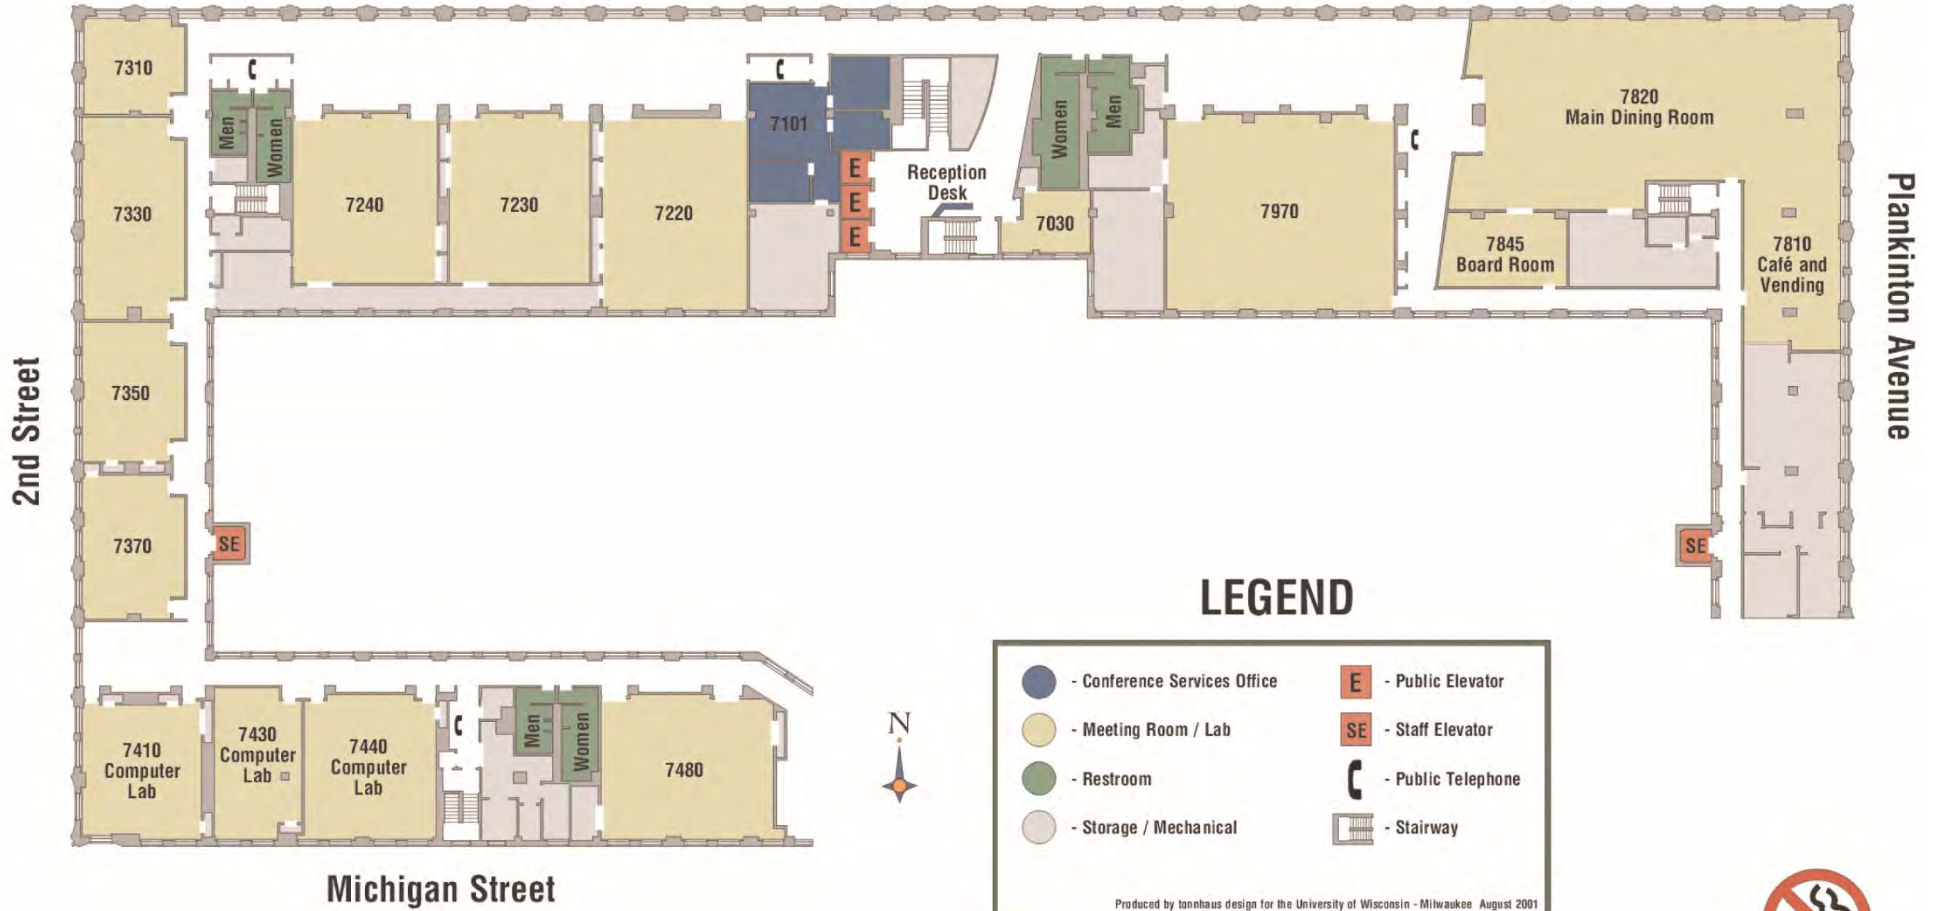 7310
7330
7350
7370
2nd Street
Men
Women
7240
7230
7220
7101
E
E
E
Reception
Desk
7030
Women
Men
7970
7820
Main Dining Room
7845
Board Room
7810
Café and
Vending
Plankinton Avenue
SE
SE
7410
Computer
Lab
7430
Computer
Lab
7440
Computer
Lab
Men
Women
7480
Michigan Street
N
LEGEND
- Conference Services Office
- Meeting Room / Lab
- Restroom
- Storage / Mechanical
E - Public Elevator
SE - Staff Elevator
- Public Telephone
- Stairway
Produced by tonnhaus design for the University of Wisconsin - Milwaukee August 2001